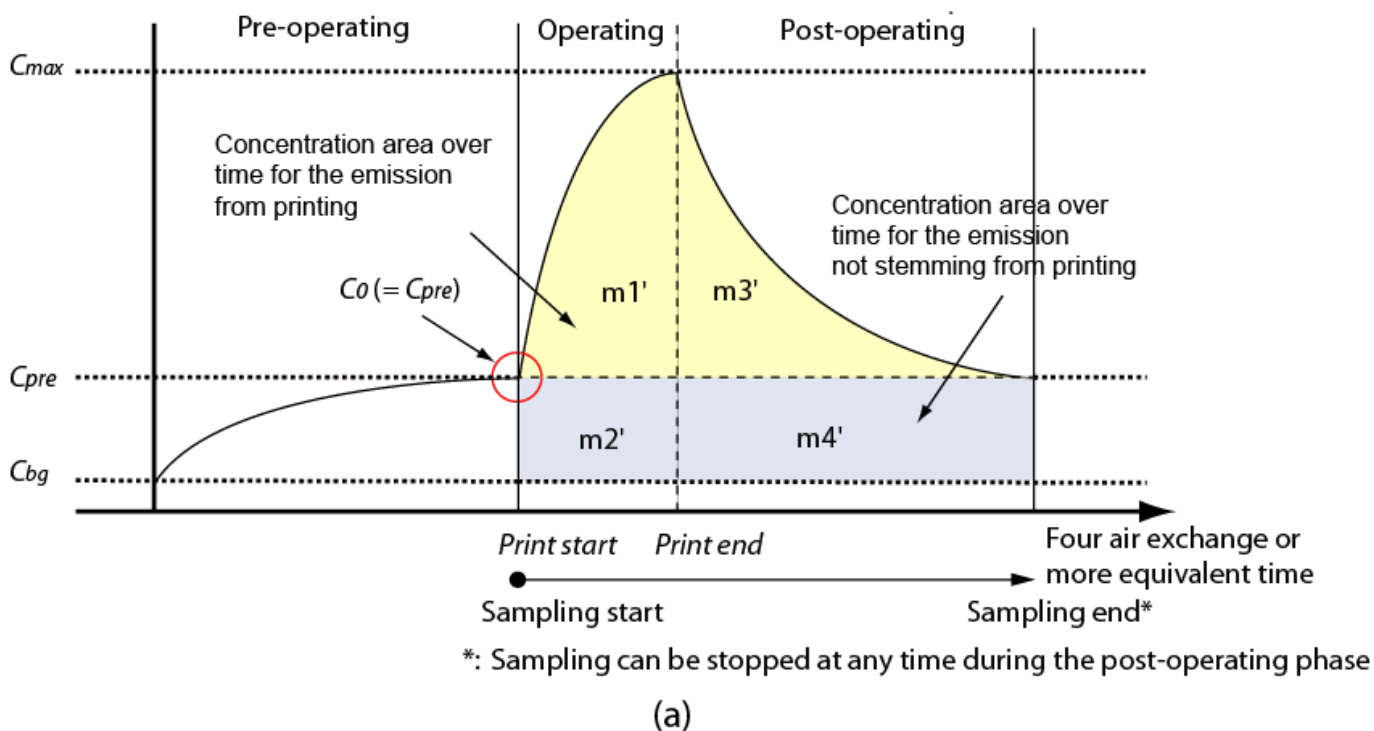 Pre-operating
Operating
Post-operating
Cmax
Concentration area over
time for the emission
from printing
Concentration area over
time for the emission
not stemming from printing
m1'
m3'
C0 (= Cpre)
Cpre
m2'
m4'
Cbg
Print start
Print end
Four air exchange or
more equivalent time
Sampling start
Sampling end*
*: Sampling can be stopped at any time during the post-operating phase
(a)